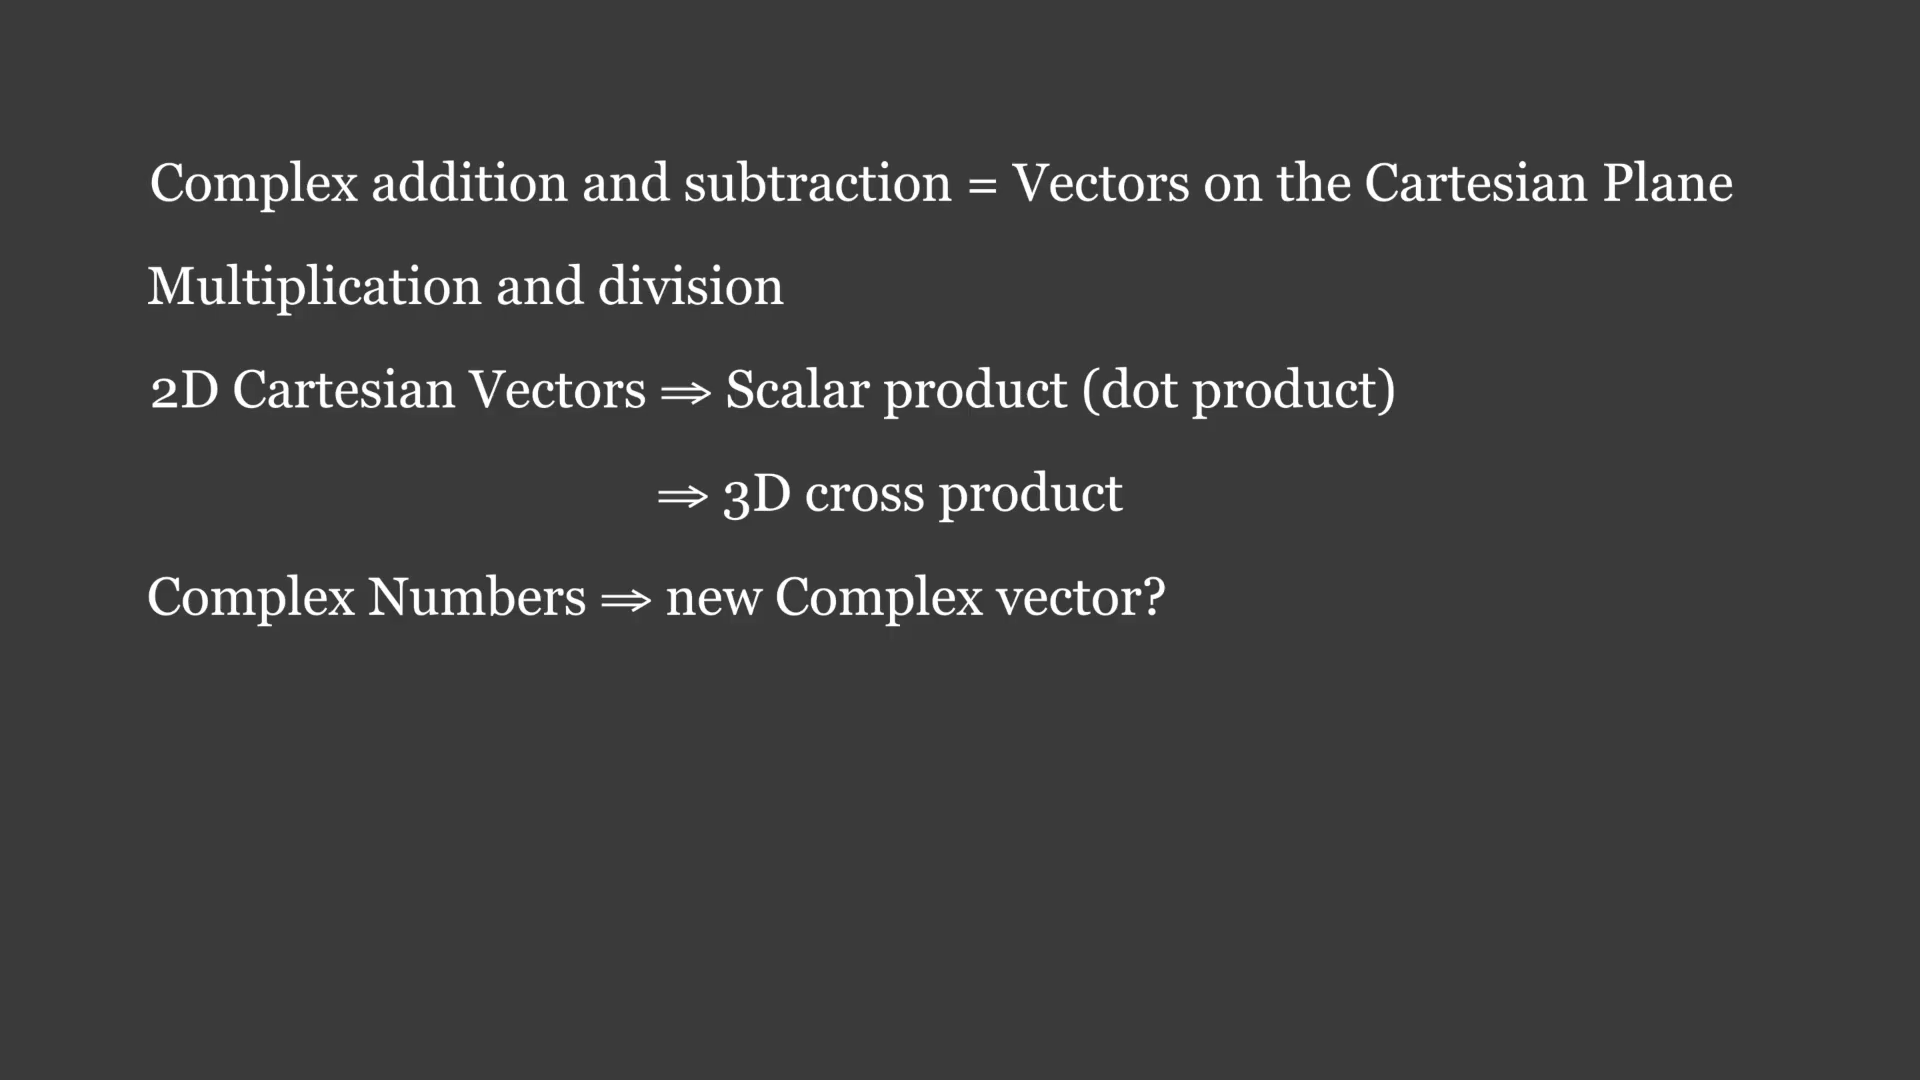 Complex addition and subtraction = Vectors on the Cartesian Plane
Multiplication and division
2D Cartesian Vectors ⇒ Scalar product (dot product)
⇒ 3D cross product
Complex Numbers ⇒ new Complex vector?